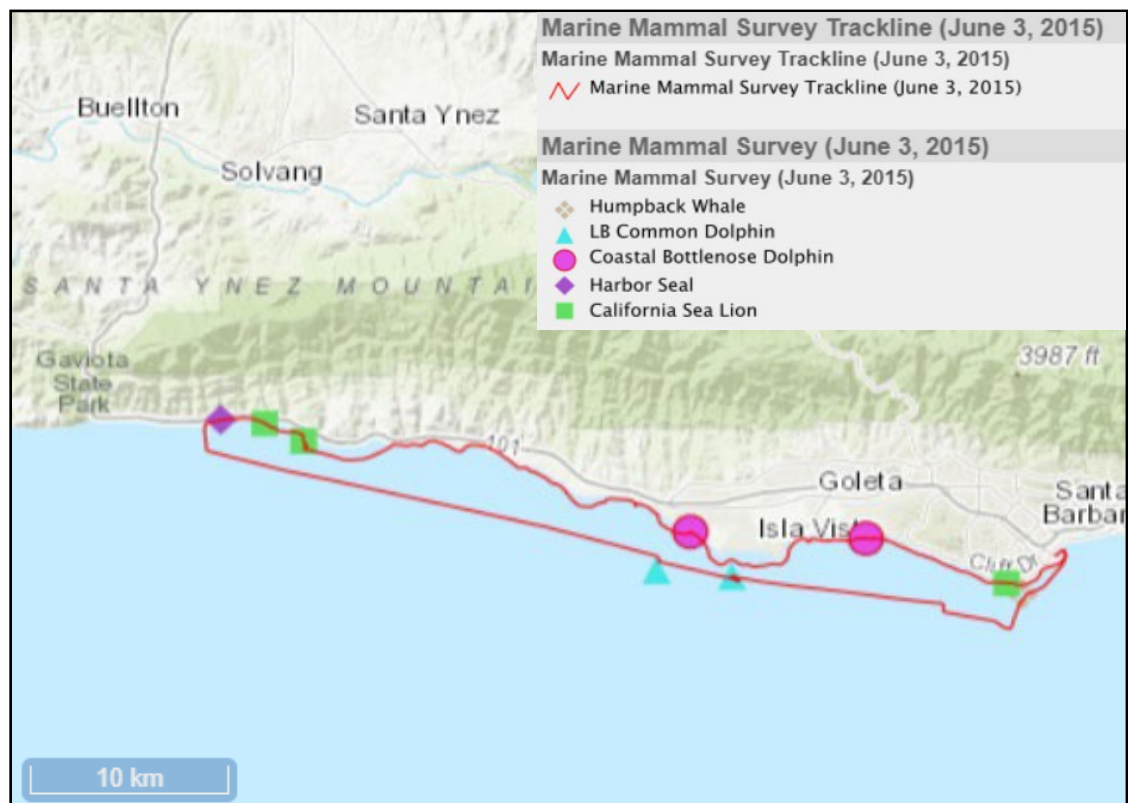 Marine Mammal Survey Trackline (June 3, 2015)
Marine Mammal Survey Trackline (June 3, 2015)
Marine Mammal Survey Trackline (June 3, 2015)
Marine Mammal Survey (June 3, 2015)
Marine Mammal Survey (June 3, 2015)
Humpback Whale
LB Common Dolphin
Coastal Bottlenose Dolphin
Harbor Seal
California Sea Lion
Buellton
Santa Ynez
Solvang
SANTA YNEZ MOUNTAI
Gaviota
State
Park
3987 ft
101
Goleta
Santa
Barbar
Isla Vist
Cliff Dr
10 km